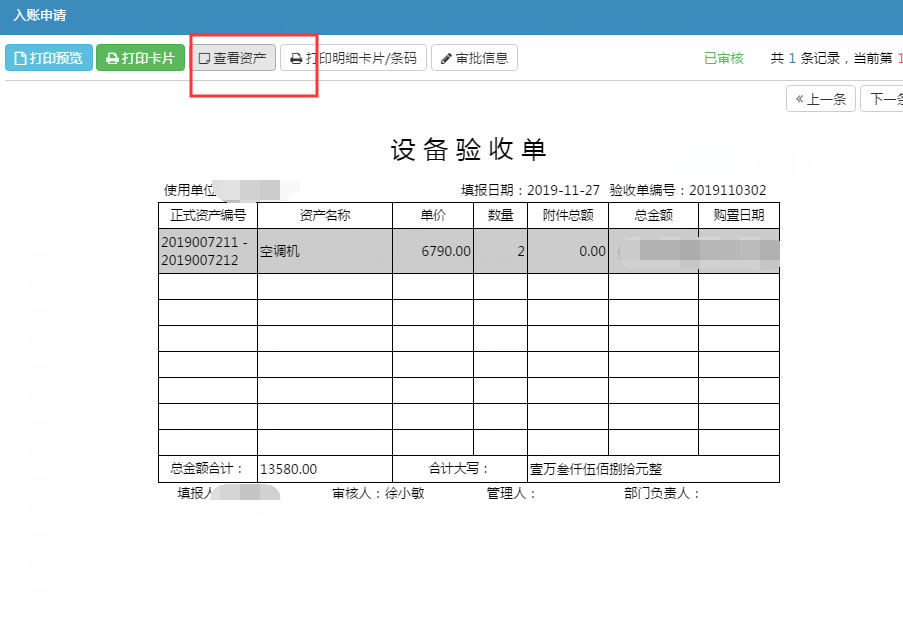 入账申请
打印预览 打印卡片 查看资产 打印明细卡片/条码 审批信息 已审核 共 1 条记录，当前第 1
上一条 下一条
设备验收单
使用单位 填报日期：2019-11-27 验收单编号：2019110302
正式资产编号 资产名称 单价 数量 附件总额 总金额 购置日期
2019007211 - 空调机 6790.00 2 0.00
2019007212
总金额合计： 13580.00 合计大写： 壹万叁仟伍佰捌拾元整
填报人 审核人：徐小敏 管理人： 部门负责人：